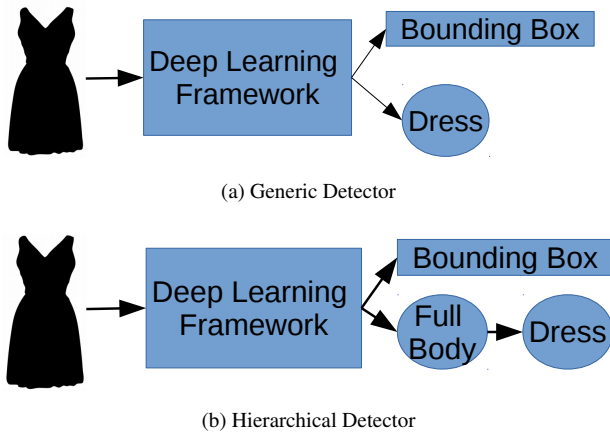 Bounding Box
Deep Learning
Framework
Dress
(a) Generic Detector
Bounding Box
Deep Learning
Framework
Full
Body
Dress
(b) Hierarchical Detector